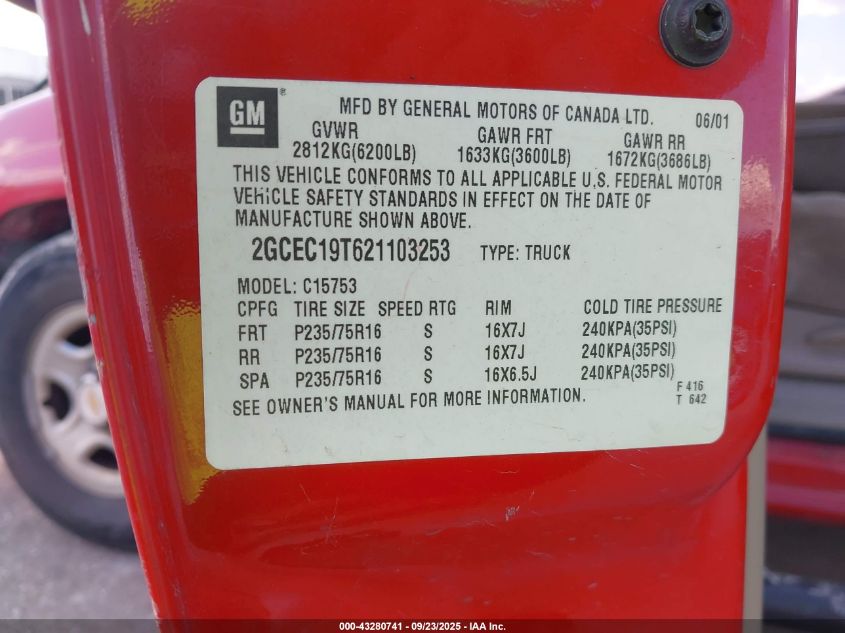 GM ® MFD BY GENERAL MOTORS OF CANADA LTD. 06/01
GVWR GAWR FRT GAWR RR
2812KG(6200LB) 1633KG(3600LB) 1672KG(3686LB)
THIS VEHICLE CONFORMS TO ALL APPLICABLE U.S. FEDERAL MOTOR
VEHICLE SAFETY STANDARDS IN EFFECT ON THE DATE OF
MANUFACTURE SHOWN ABOVE.
2GCEC19T621103253 TYPE: TRUCK
MODEL: C15753
CPFG TIRE SIZE SPEED RTG RIM COLD TIRE PRESSURE
FRT P235/75R16 S 16X7J 240KPA(35PSI)
RR P235/75R16 S 16X7J 240KPA(35PSI)
SPA P235/75R16 S 16X6.5J 240KPA(35PSI)
SEE OWNER'S MANUAL FOR MORE INFORMATION.
F 416
T 642
000-43280741 - 09/23/2025 - IAA Inc.